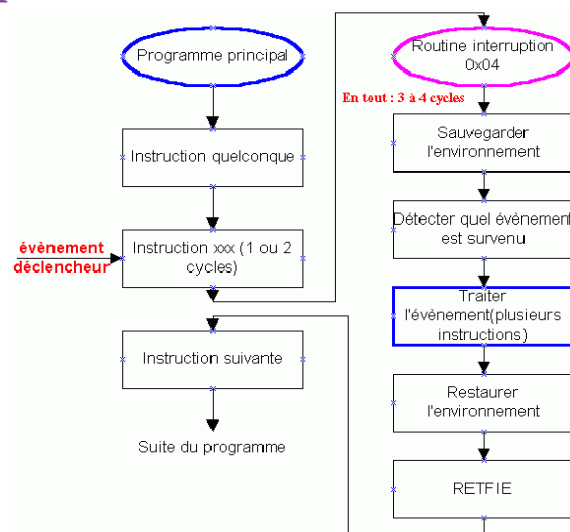 Programme principal
Instruction quelconque
évènement
déclencheur
Instruction xxx (1 ou 2
cycles)
Instruction suivante
Suite du programme
Routine interruption
0x04
En tout : 3 à 4 cycles
Sauvegarder
l'environnement
Détecter quel évènement
est survenu
Traiter
l'évènement(plusieurs
instructions)
Restaurer
l'environnement
RETFIE